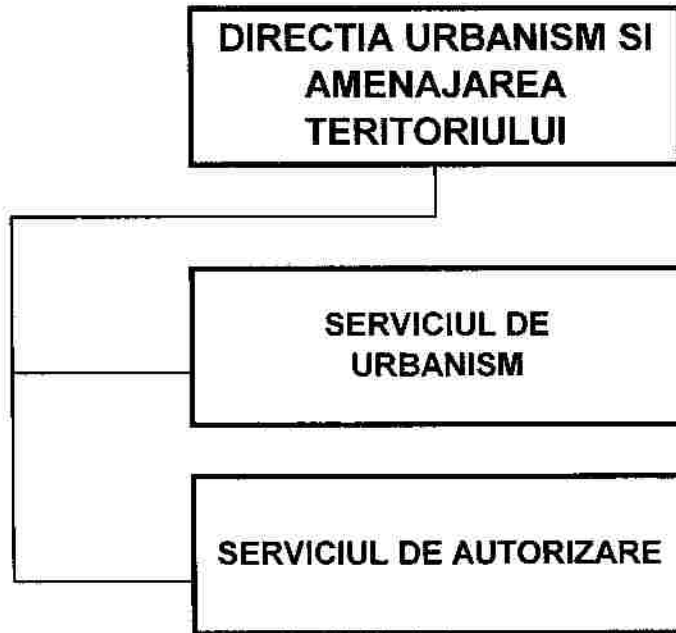 DIRECTIA URBANISM SI
AMENAJAREA
TERITORIULUI
SERVICIUL DE
URBANISM
SERVICIUL DE AUTORIZARE